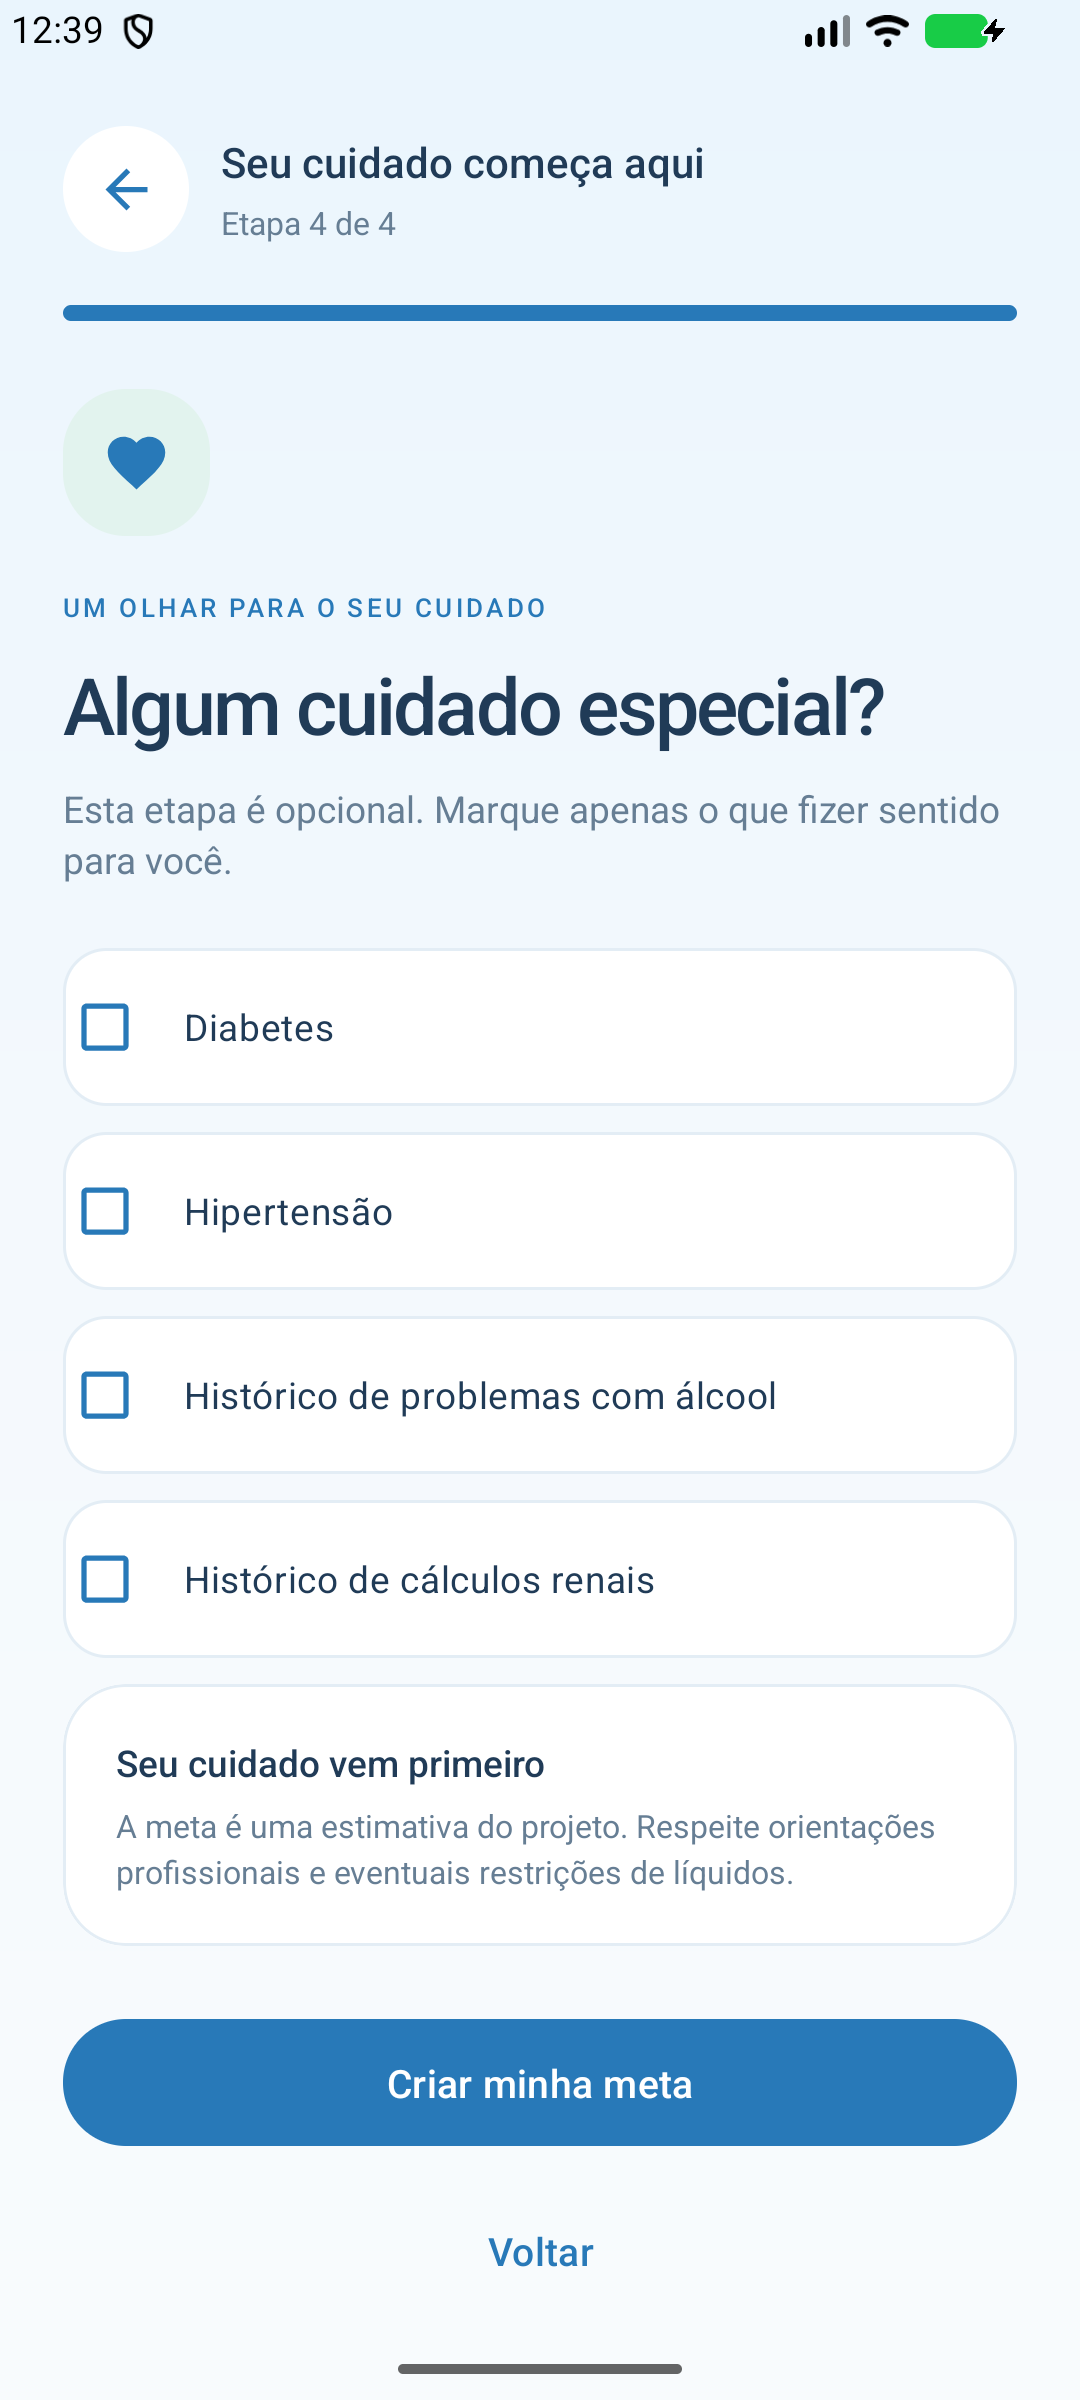 12:39
Seu cuidado começa aqui
Etapa 4 de 4
UM OLHAR PARA O SEU CUIDADO
Algum cuidado especial?
Esta etapa é opcional. Marque apenas o que fizer sentido
para você.
Diabetes
Hipertensão
Histórico de problemas com álcool
Histórico de cálculos renais
Seu cuidado vem primeiro
A meta é uma estimativa do projeto. Respeite orientações
profissionais e eventuais restrições de líquidos.
Criar minha meta
Voltar